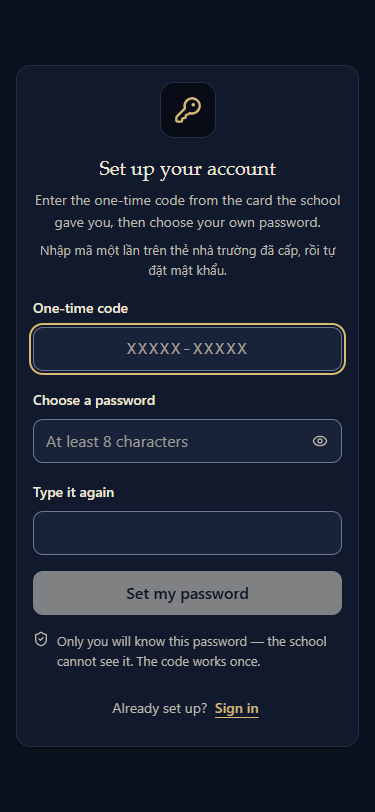 Set up your account
Enter the one-time code from the card the school
gave you, then choose your own password.
Nhập mã một lần trên thẻ nhà trường đã cấp, rồi tự
đặt mật khẩu.
One-time code
XXXXX-XXXXX
Choose a password
At least 8 characters
Type it again
Set my password
Only you will know this password — the school
cannot see it. The code works once.
Already set up? Sign in